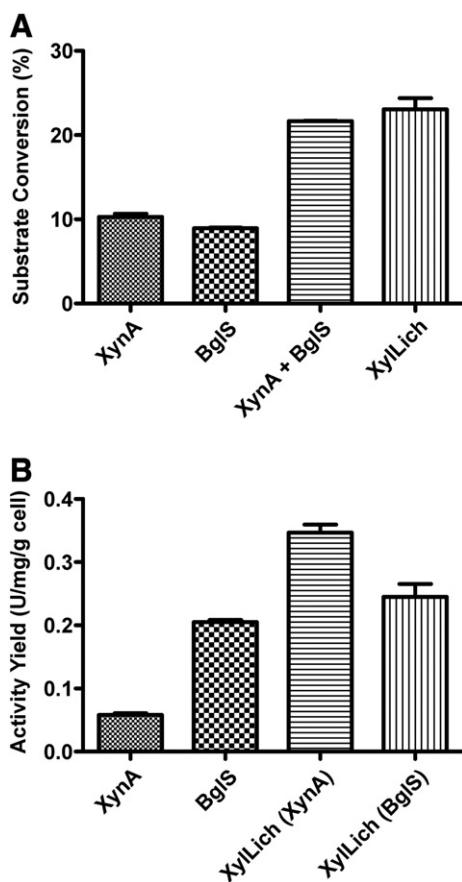 A
Substrate Conversion (%)
30
20
10
0
XynA
BglS
XynA + BglS
XylLich
B
Activity Yield (U/mg/g cell)
0.4
0.3
0.2
0.1
0.0
XynA
BglS
XylLich (XynA)
XylLich (BglS)